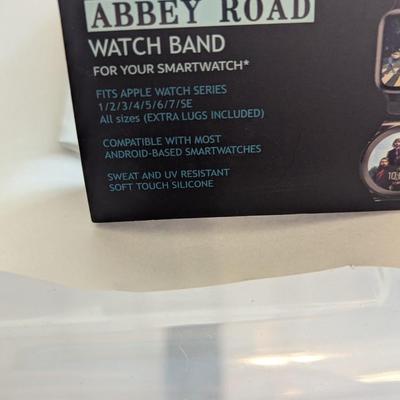 ABBEY ROAD
WATCH BAND
FOR YOUR SMARTWATCH*
FITS APPLE WATCH SERIES
1/2/3/4/5/6/7/SE
All sizes (EXTRA LUGS INCLUDED)
COMPATIBLE WITH MOST
ANDROID-BASED SMARTWATCHES
SWEAT AND UV RESISTANT
SOFT TOUCH SILICONE